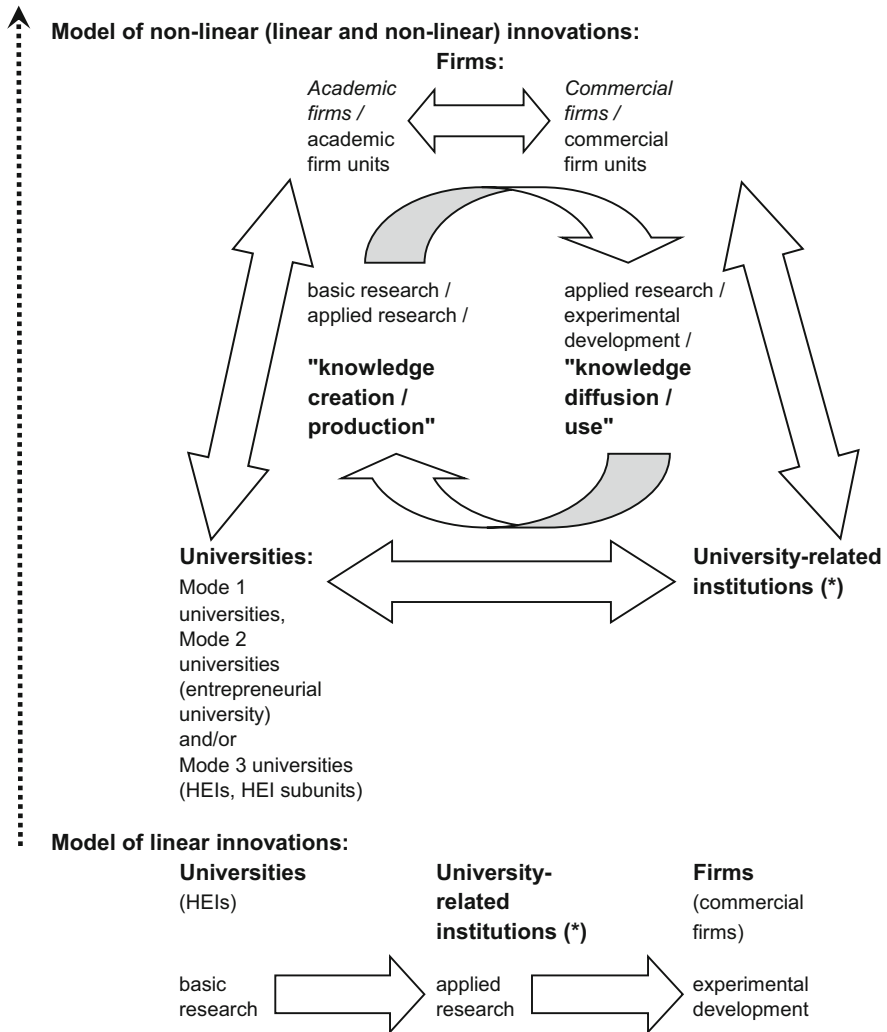 Model of non-linear (linear and non-linear) innovations:
Firms:
Academic
firms /
academic
firm units
Commercial
firms /
commercial
firm units
basic research /
applied research /
"knowledge
creation /
production"
applied research /
experimental
development /
"knowledge
diffusion /
use"
Universities:
Mode 1
universities,
Mode 2
universities
(entrepreneurial
university)
and/or
Mode 3 universities
(HEIs, HEI subunits)
University-related
institutions (*)
Model of linear innovations:
Universities
(HEIs)
University-
related
institutions (*)
Firms
(commercial
firms)
basic
research
applied
research
experimental
development